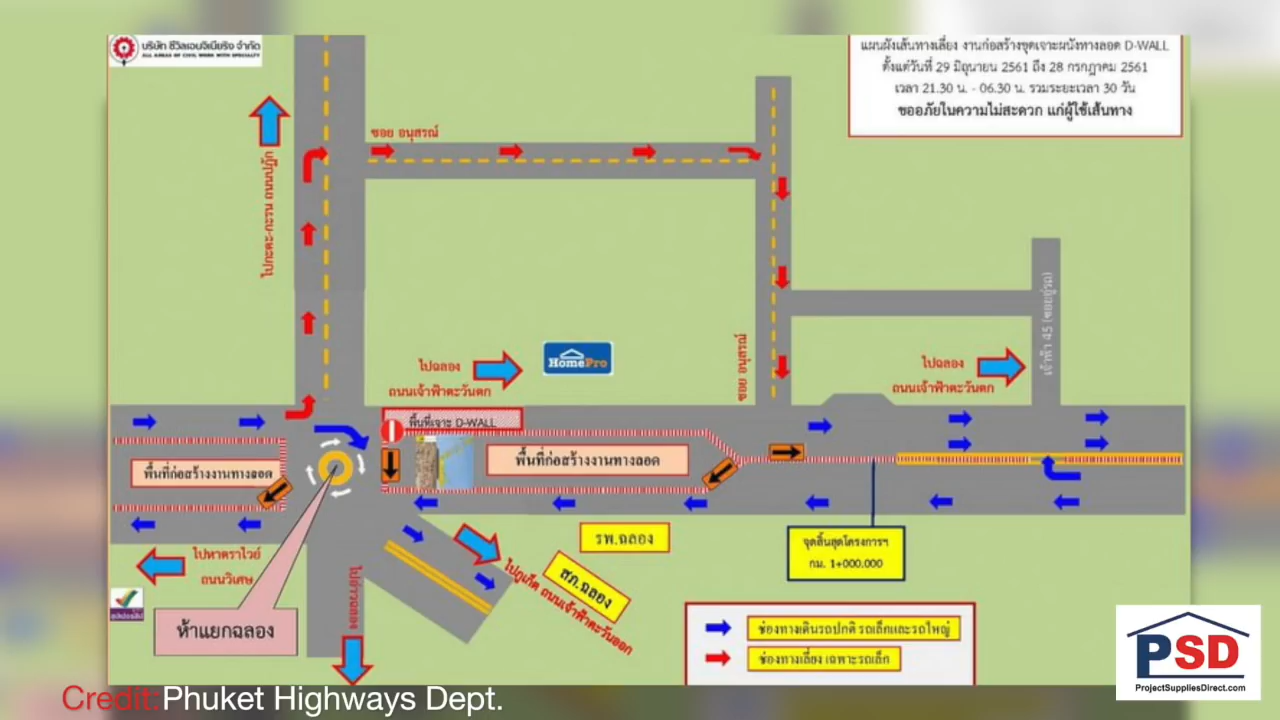 บริษัท ซีวิลเอนจิเนียริง จำกัด
ALL AREAS OF CIVIL WORK WITH SPECIALTY
แผนผังเส้นทางเลี่ยง งานก่อสร้างขุดเจาะผนังทางลอด D-WALL
ตั้งแต่วันที่ 29 มิถุนายน 2561 ถึง 28 กรกฎาคม 2561
เวลา 21.30 น. - 06.30 น. รวมระยะเวลา 30 วัน
ขออภัยในความไม่สะดวก แก่ผู้ใช้เส้นทาง
ซอย อนุสรณ์
ไปกะตะ-กะรน ถนนปฏัก
HomePro
ไปฉลอง
ถนนเจ้าฟ้าตะวันตก
ซอย อนุสรณ์
ไปฉลอง
ถนนเจ้าฟ้าตะวันตก
เจ้าฟ้า 45 (ซอยอู่รถ)
พื้นที่เจาะ D-WALL
พื้นที่ก่อสร้างงานทางลอด
พื้นที่ก่อสร้างงานทางลอด
ไปหาดราไวย์
ถนนวิเศษ
ห้าแยกฉลอง
ไปอ่าวฉลอง
ไปภูเก็ต ถนนเจ้าฟ้าตะวันออก
รพ.ฉลอง
สภ.ฉลอง
จุดสิ้นสุดโครงการฯ
กม. 1+000.000
ช่องทางเดินรถปกติ รถเล็กและรถใหญ่
ช่องทางเลี่ยง เฉพาะรถเล็ก
PSD
ProjectSuppliesDirect.com
Credit: Phuket Highways Dept.